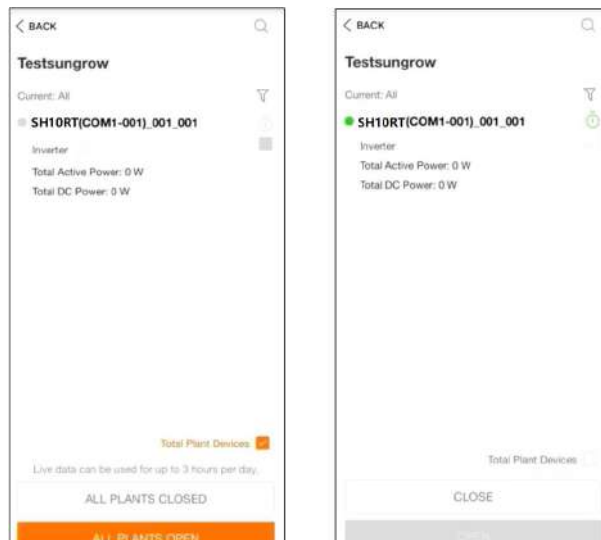 BACK
Testsungrow
Current: All
SH10RT(COM1-001)_001_001
Inverter
Total Active Power: 0 W
Total DC Power: 0 W
Total Plant Devices
Live data can be used for up to 3 hours per day.
ALL PLANTS CLOSED
ALL PLANTS OPEN
BACK
Testsungrow
Current: All
SH10RT(COM1-001)_001_001
Inverter
Total Active Power: 0 W
Total DC Power: 0 W
Total Plant Devices
CLOSE
OPEN